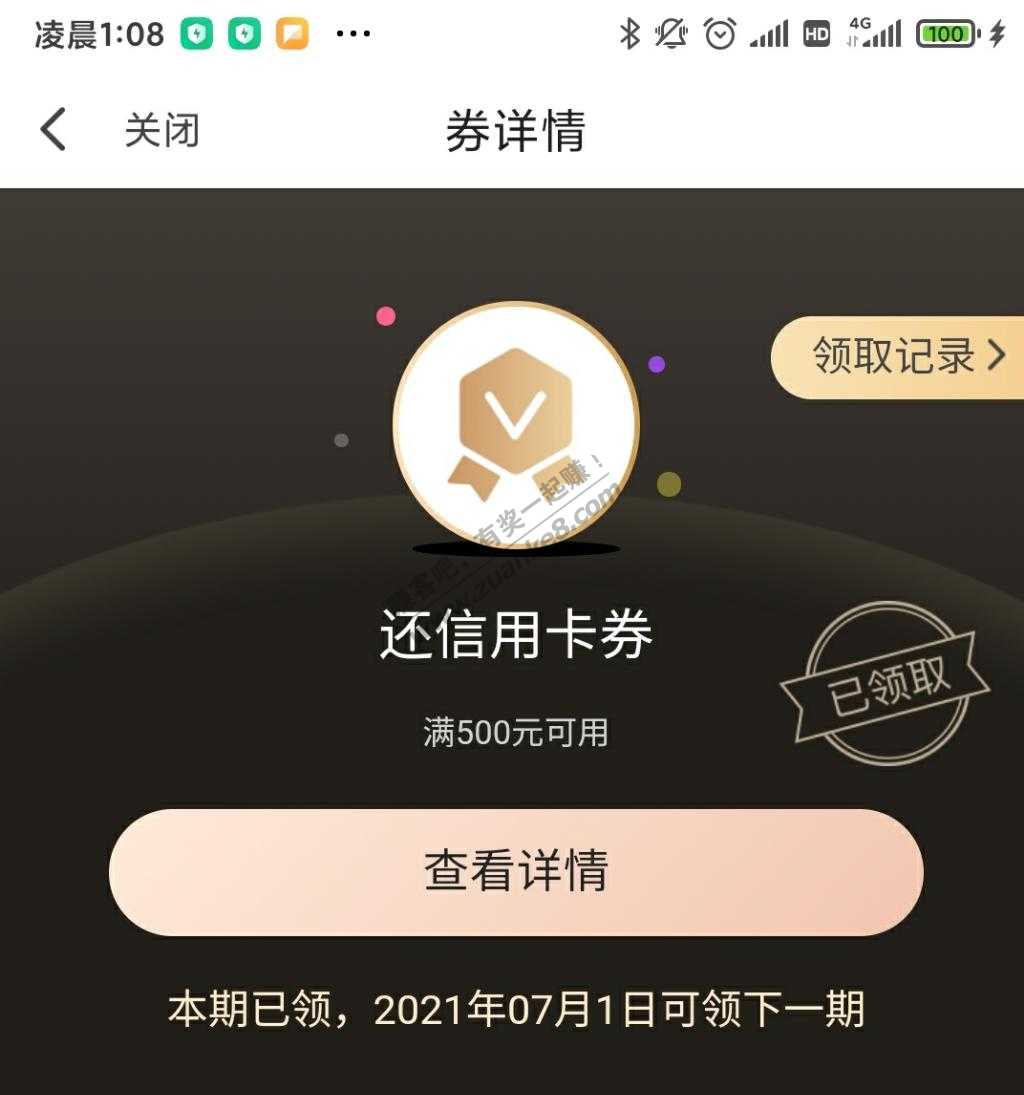 凌晨1:08
HD
4G
100
关闭
券详情
领取记录
有奖一起赚！
www.zuanke8.com
还信用卡券
已领取
满500元可用
查看详情
本期已领，2021年07月1日可领下一期